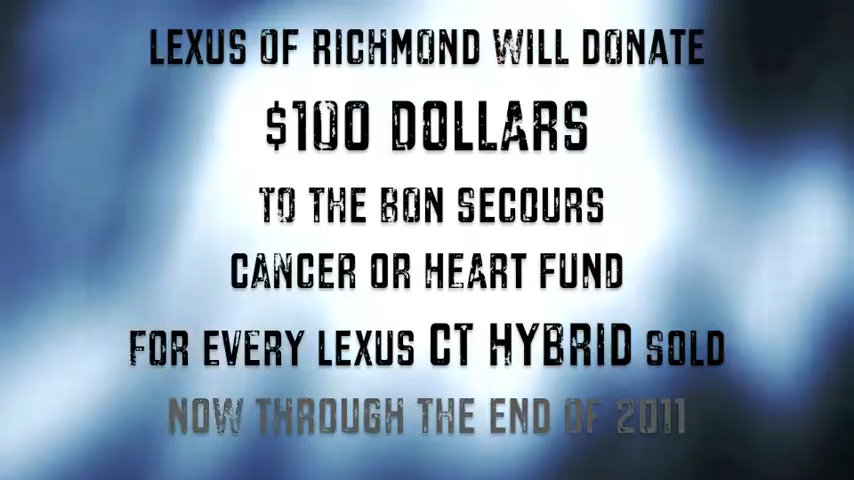 LEXUS OF RICHMOND WILL DONATE
$100 DOLLARS
TO THE BON SECOURS
CANCER OR HEART FUND
FOR EVERY LEXUS CT HYBRID SOLD
NOW THROUGH THE END OF 2011